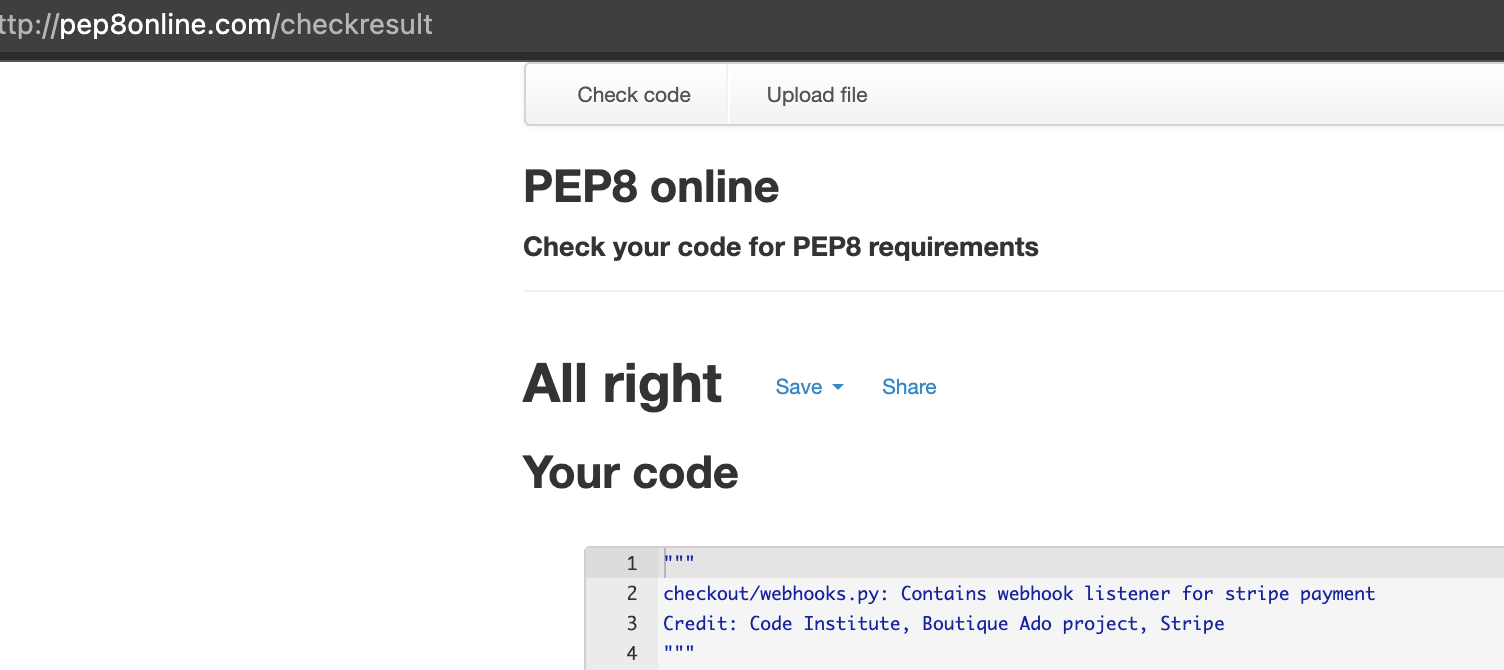 ttp://pep8online.com/checkresult
Check code Upload file
PEP8 online
Check your code for PEP8 requirements
All right Save Share
Your code
1 """
2 checkout/webhooks.py: Contains webhook listener for stripe payment
3 Credit: Code Institute, Boutique Ado project, Stripe
4 """